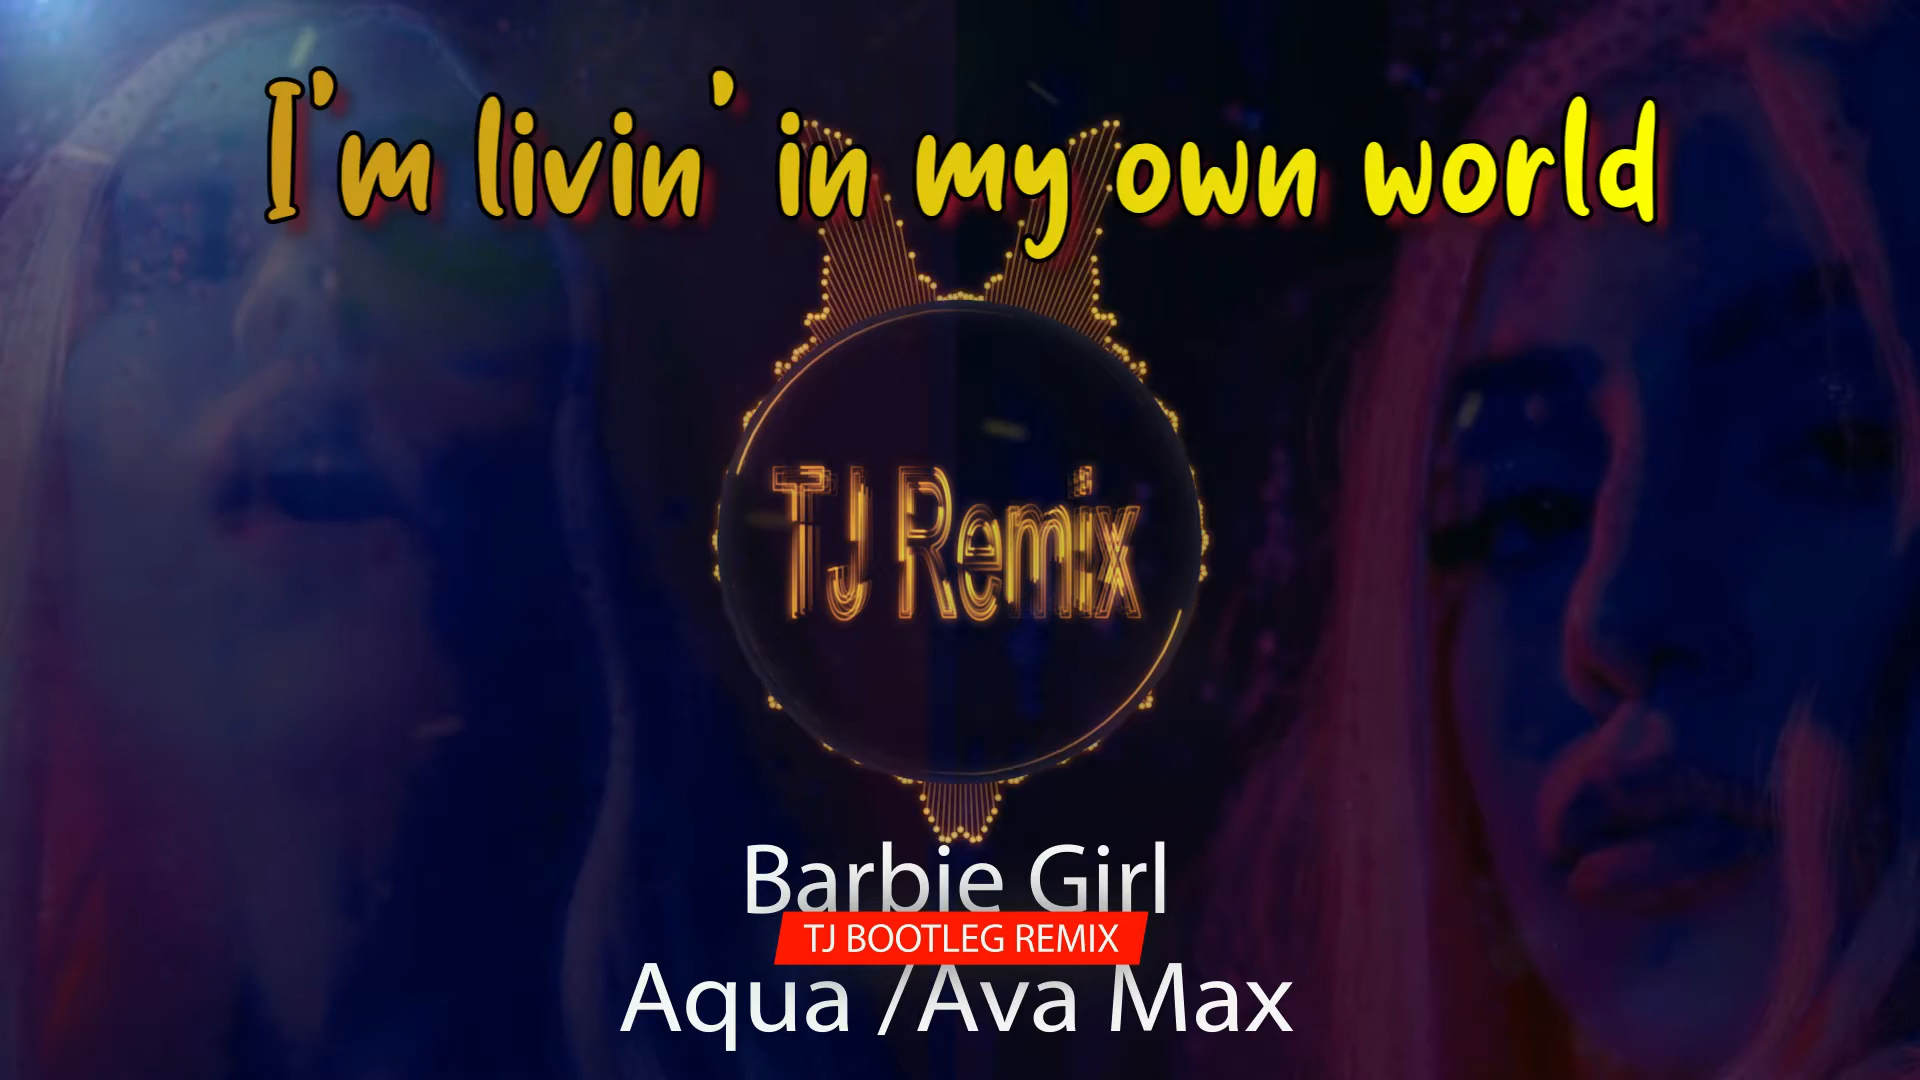 I'm livin' in my own world
TJ Remix
Barbie Girl
TJ BOOTLEG REMIX
Aqua /Ava Max